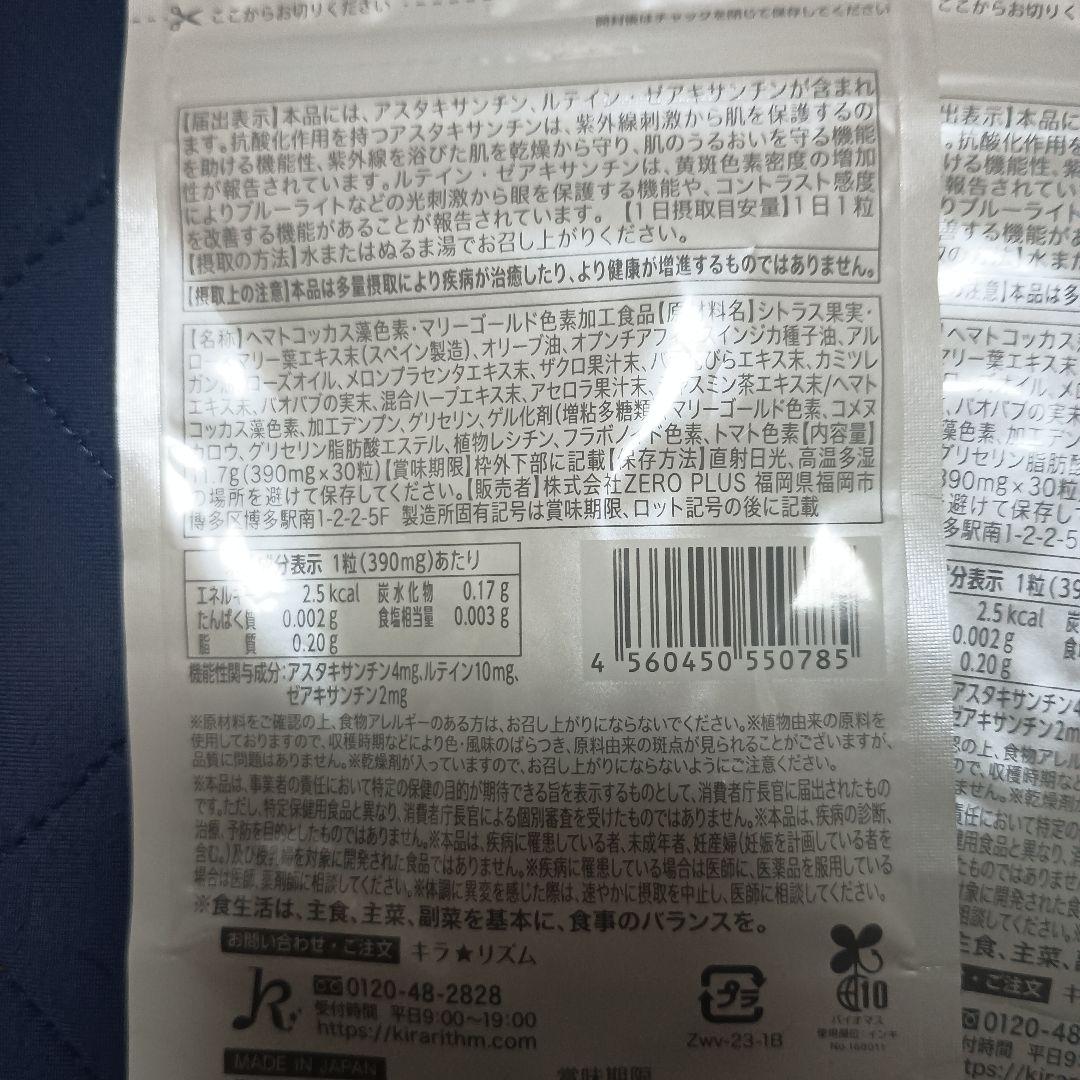 ここからお切りください
開封後はチャックを閉じて保存してください
【届出表示】本品には、アスタキサンチン、ルテイン・ゼアキサンチンが含まれ
ます。抗酸化作用を持つアスタキサンチンは、紫外線刺激から肌を保護するの
を助ける機能性、紫外線を浴びた肌を乾燥から守り、肌のうるおいを守る機能
性が報告されています。ルテイン・ゼアキサンチンは、黄斑色素密度の増加
によりブルーライトなどの光刺激から眼を保護する機能や、コントラスト感度
を改善する機能があることが報告されています。【1日摂取目安量】1日1粒
【摂取の方法】水またはぬるま湯でお召し上がりください。
【摂取上の注意】本品は多量摂取により疾病が治癒したり、より健康が増進するものではありません。
【名称】ヘマトコッカス藻色素・マリーゴールド色素加工食品【原材料名】シトラス果実・
ローズマリー葉エキス末(スペイン製造)、オリーブ油、オプンチアフィ インジカ種子油、アル
ガン ローズオイル、メロンプラセンタエキス末、ザクロ果汁末、バラ びらエキス末、カミツレ
エキス末、バオバブの実末、混合ハーブエキス末、アセロラ果汁末、 スミン茶エキス末/ヘマト
コッカス藻色素、加工デンプン、グリセリン、ゲル化剤(増粘多糖類 マリーゴールド色素、コメヌ
カロウ、グリセリン脂肪酸エステル、植物レシチン、フラボノイド色素、トマト色素【内容量】
11.7g(390mg×30粒)【賞味期限】枠外下部に記載【保存方法】直射日光、高温多湿
の場所を避けて保存してください。【販売者】株式会社ZERO PLUS 福岡県福岡市
博多区博多駅南1-2-2-5F 製造所固有記号は賞味期限、ロット記号の後に記載
成分表示 1粒(390mg)あたり
エネルギー 2.5kcal 炭水化物 0.17g
たんぱく質 0.002g 食塩相当量 0.003g
脂質 0.20g
機能性関与成分:アスタキサンチン4mg、ルテイン10mg、
ゼアキサンチン2mg
4 560450 550785
※原材料をご確認の上、食物アレルギーのある方は、お召し上がりにならないでください。※植物由来の原料を
使用しておりますので、収穫時期などにより色・風味のばらつき、原料由来の斑点が見られることがございますが、
品質に問題はありません。※乾燥剤が入っていますので、お召し上がりにならないようにご注意ください。
※本品は、事業者の責任において特定の保健の目的が期待できる旨を表示するものとして、消費者庁長官に届出されたもの
です。ただし、特定保健用食品と異なり、消費者庁長官による個別審査を受けたものではありません。※本品は、疾病の診断、
治療、予防を目的としたものではありません。※本品は、疾病に罹患している者、未成年者、妊産婦(妊娠を計画している者を
含む。)及び授乳婦を対象に開発された食品ではありません。※疾病に罹患している場合は医師に、医薬品を服用している
場合は医師、薬剤師に相談してください。※体調に異変を感じた際は、速やかに摂取を中止し、医師に相談してください。
※食生活は、主食、主菜、副菜を基本に、食事のバランスを。
お問い合わせ・ご注文 キラ★リズム
0120-48-2828
受付時間 平日9:00~19:00
https://kirarithm.com
MADE IN JAPAN
プラ
Zwv-23-1B
10
バイオマス
使用部位:インキ
No.160011
賞味期限